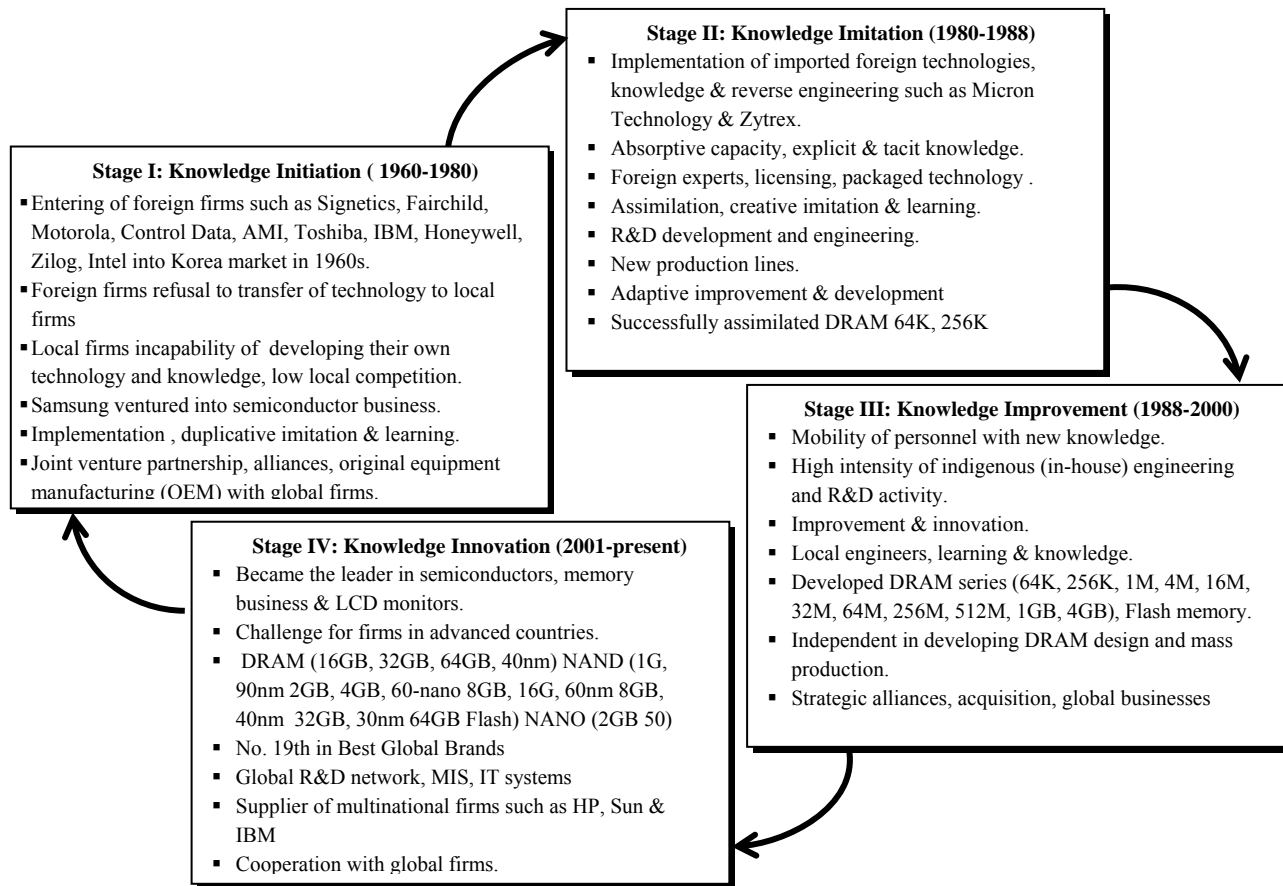 Stage I: Knowledge Initiation ( 1960-1980)
▪ Entering of foreign firms such as Signetics, Fairchild,
Motorola, Control Data, AMI, Toshiba, IBM, Honeywell,
Zilog, Intel into Korea market in 1960s.
▪ Foreign firms refusal to transfer of technology to local
firms
▪ Local firms incapability of developing their own
technology and knowledge, low local competition.
▪ Samsung ventured into semiconductor business.
▪ Implementation , duplicative imitation & learning.
▪ Joint venture partnership, alliances, original equipment
manufacturing (OEM) with global firms.
Stage II: Knowledge Imitation (1980-1988)
▪ Implementation of imported foreign technologies,
knowledge & reverse engineering such as Micron
Technology & Zytrex.
▪ Absorptive capacity, explicit & tacit knowledge.
▪ Foreign experts, licensing, packaged technology .
▪ Assimilation, creative imitation & learning.
▪ R&D development and engineering.
▪ New production lines.
▪ Adaptive improvement & development
▪ Successfully assimilated DRAM 64K, 256K
Stage III: Knowledge Improvement (1988-2000)
▪ Mobility of personnel with new knowledge.
▪ High intensity of indigenous (in-house) engineering
and R&D activity.
▪ Improvement & innovation.
▪ Local engineers, learning & knowledge.
▪ Developed DRAM series (64K, 256K, 1M, 4M, 16M,
32M, 64M, 256M, 512M, 1GB, 4GB), Flash memory.
▪ Independent in developing DRAM design and mass
production.
▪ Strategic alliances, acquisition, global businesses
Stage IV: Knowledge Innovation (2001-present)
▪ Became the leader in semiconductors, memory
business & LCD monitors.
▪ Challenge for firms in advanced countries.
▪ DRAM (16GB, 32GB, 64GB, 40nm) NAND (1G,
90nm 2GB, 4GB, 60-nano 8GB, 16G, 60nm 8GB,
40nm 32GB, 30nm 64GB Flash) NANO (2GB 50)
▪ No. 19th in Best Global Brands
▪ Global R&D network, MIS, IT systems
▪ Supplier of multinational firms such as HP, Sun &
IBM
▪ Cooperation with global firms.